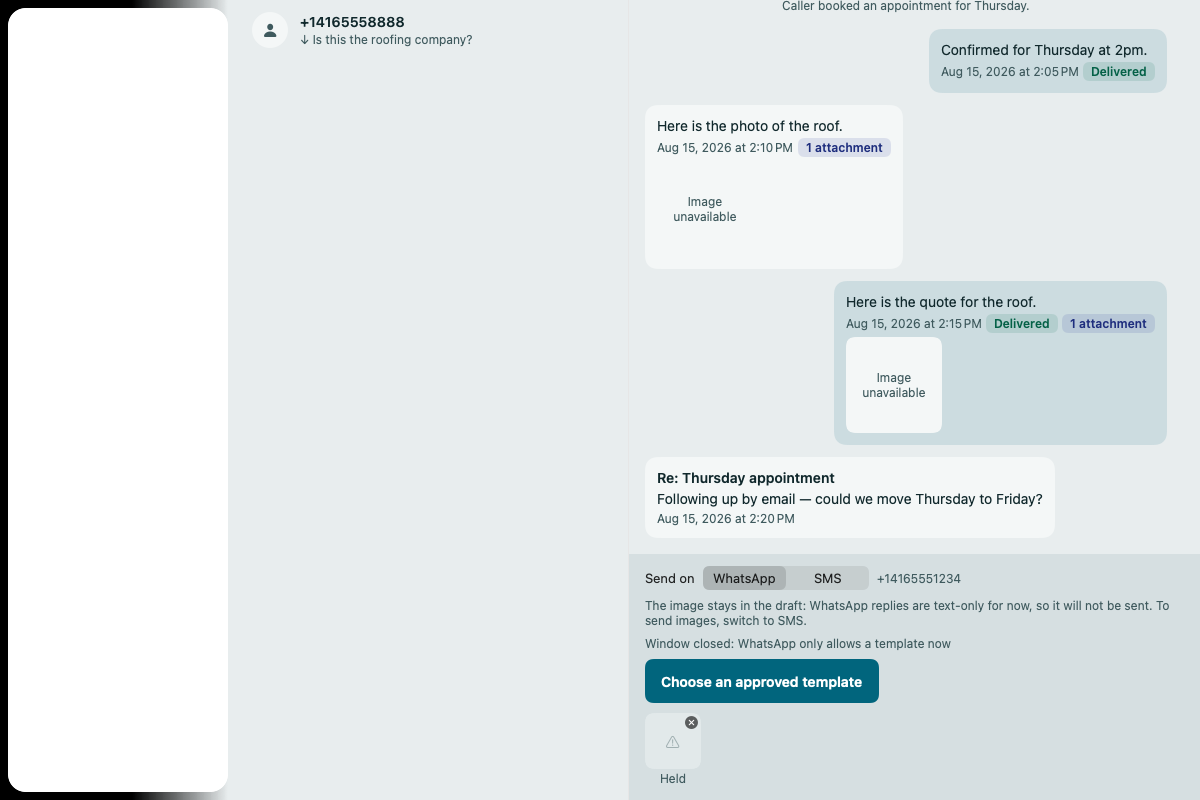 +14165558888
↓ Is this the roofing company?
Caller booked an appointment for Thursday.
Confirmed for Thursday at 2pm.
Aug 15, 2026 at 2:05 PM Delivered
Here is the photo of the roof.
Aug 15, 2026 at 2:10 PM 1 attachment
Image
unavailable
Here is the quote for the roof.
Aug 15, 2026 at 2:15 PM Delivered 1 attachment
Image
unavailable
Re: Thursday appointment
Following up by email — could we move Thursday to Friday?
Aug 15, 2026 at 2:20 PM
Send on WhatsApp SMS +14165551234
The image stays in the draft: WhatsApp replies are text-only for now, so it will not be sent. To
send images, switch to SMS.
Window closed: WhatsApp only allows a template now
Choose an approved template
Held